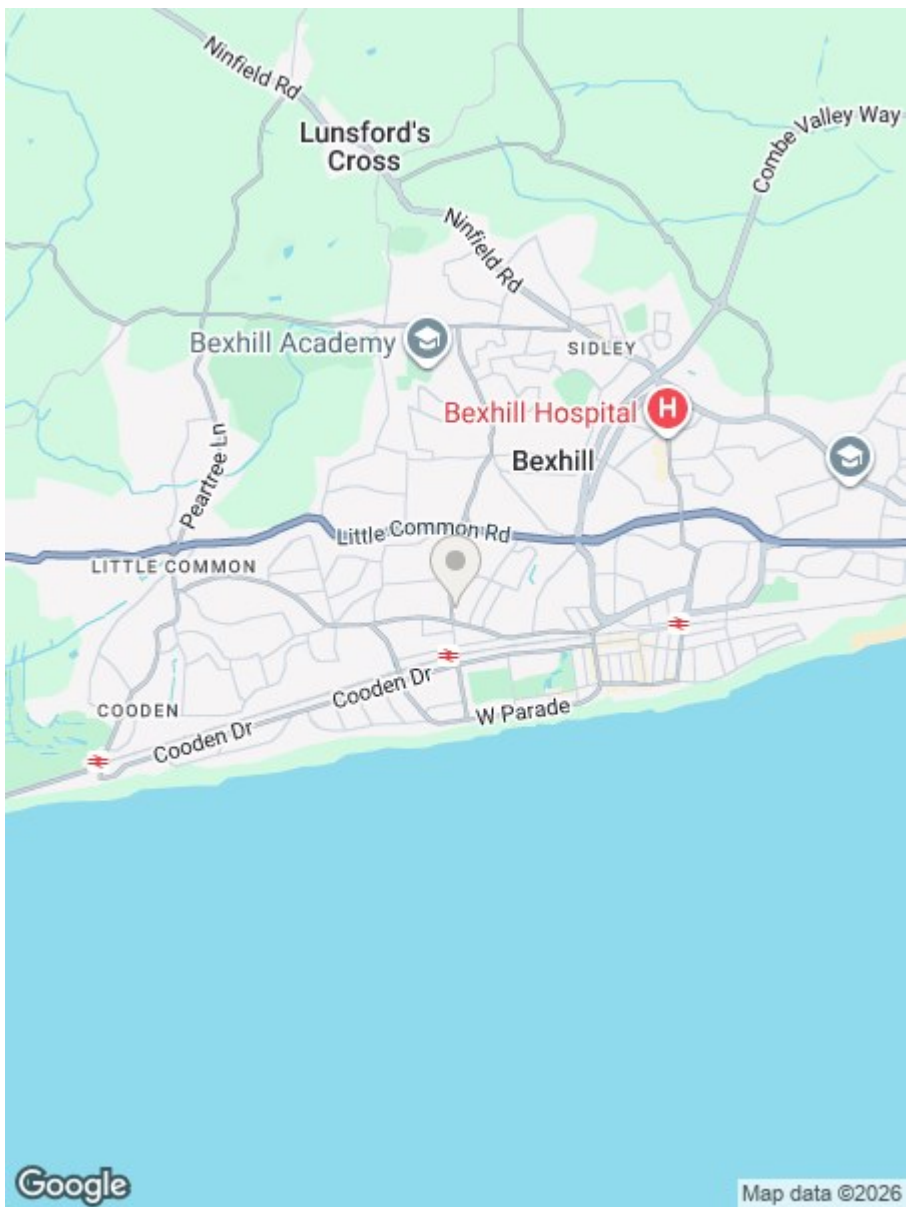 Ninfield Rd
Combe Valley Way
Lunsford's
Cross
Ninfield Rd
Bexhill Academy
SIDLEY
Bexhill Hospital
H
Bexhill
Peartree Ln
Little Common Rd
LITTLE COMMON
Cooden Dr
COODEN
W Parade
Cooden Dr
Google
Map data ©2026